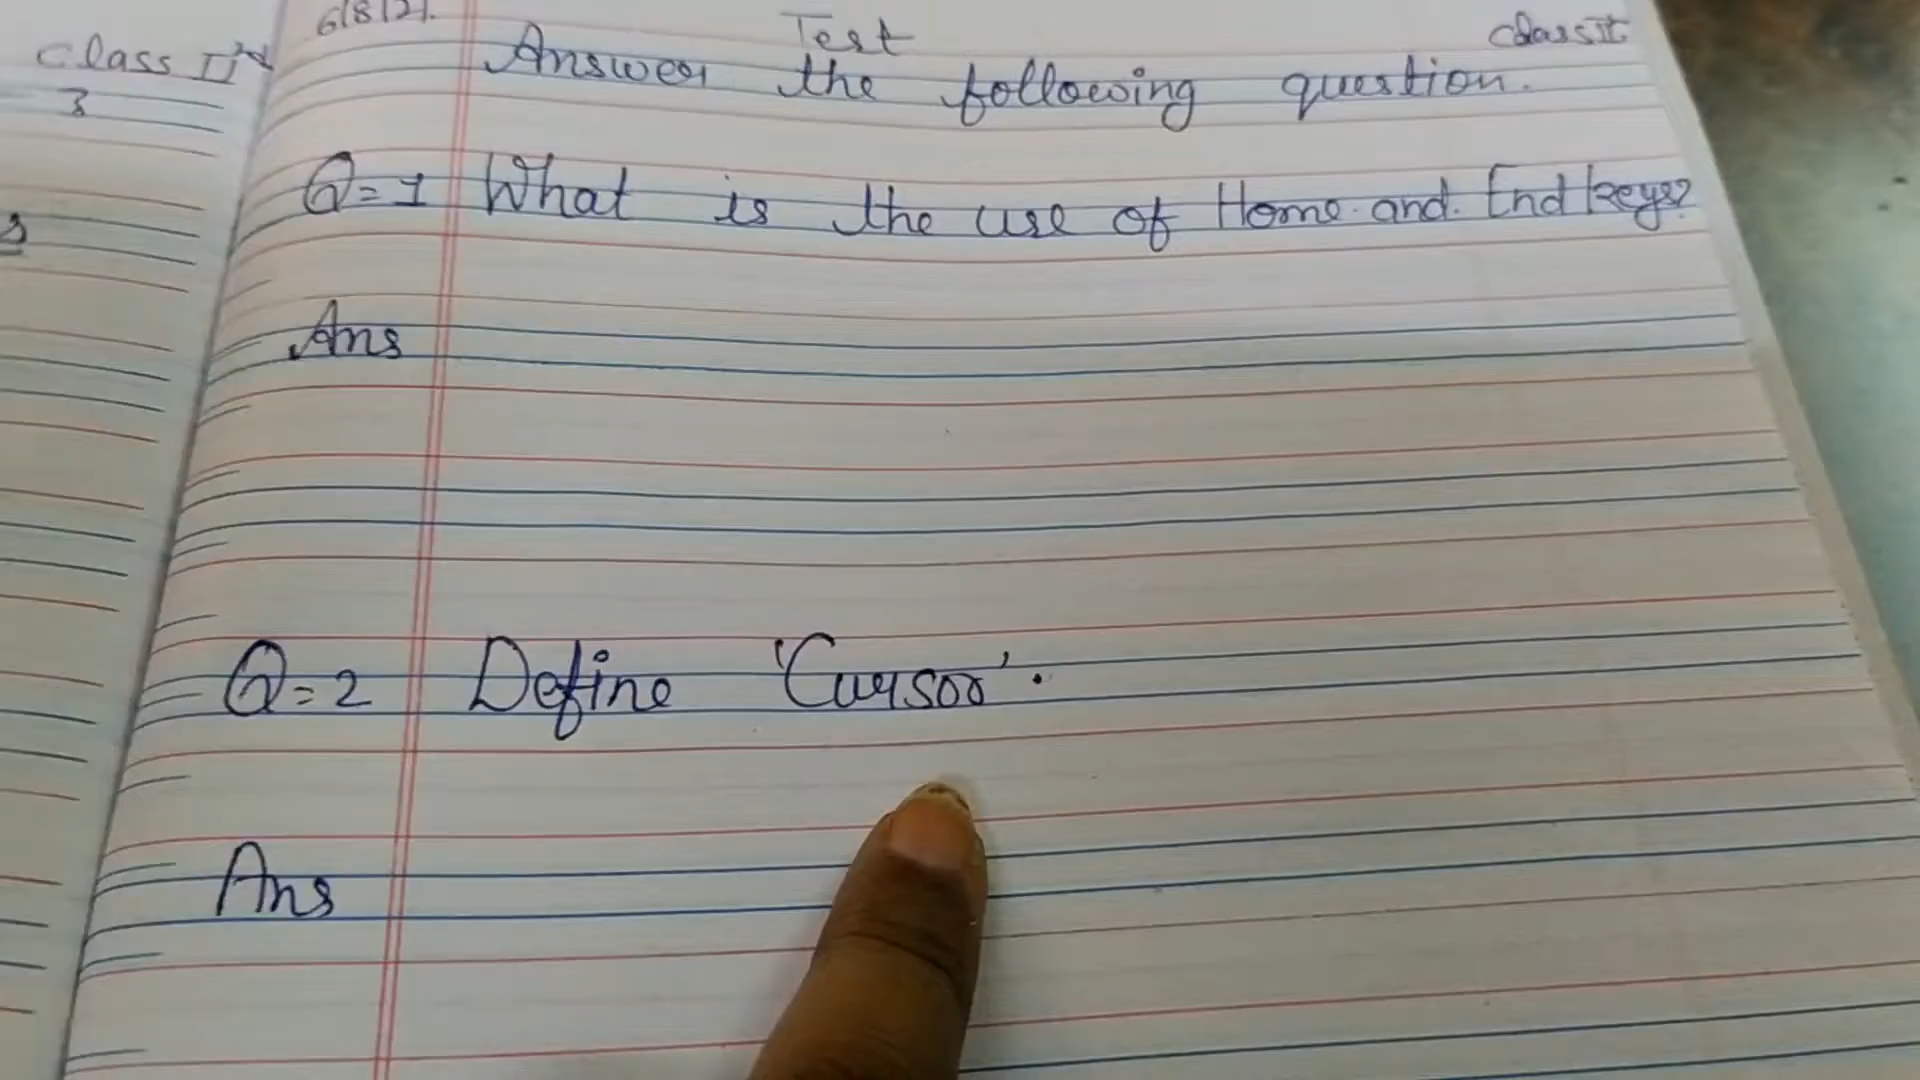 Class IInd
3
6/8/21.
Test
Class II
Answer the following question.
Q=1 What is the use of Home and End keys?
Ans
Q=2 Define 'Cursor'.
Ans